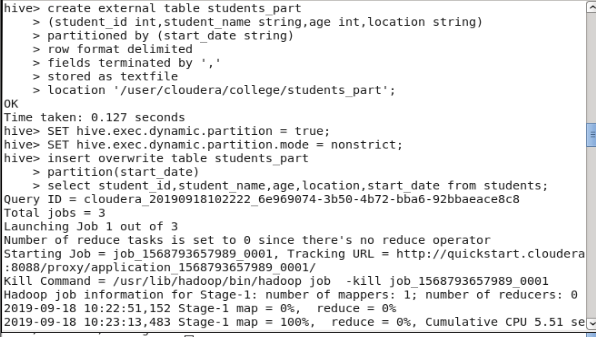 hive> create external table students_part
    > (student_id int,student_name string,age int,location string)
    > partitioned by (start_date string)
    > row format delimited
    > fields terminated by ','
    > stored as textfile
    > location '/user/cloudera/college/students_part';
OK
Time taken: 0.127 seconds
hive> SET hive.exec.dynamic.partition = true;
hive> SET hive.exec.dynamic.partition.mode = nonstrict;
hive> insert overwrite table students_part
    > partition(start_date)
    > select student_id,student_name,age,location,start_date from students;
Query ID = cloudera_20190918102222_6e969074-3b50-4b72-bba6-92bbaeace8c8
Total jobs = 3
Launching Job 1 out of 3
Number of reduce tasks is set to 0 since there's no reduce operator
Starting Job = job_1568793657989_0001, Tracking URL = http://quickstart.cloudera
:8088/proxy/application_1568793657989_0001/
Kill Command = /usr/lib/hadoop/bin/hadoop job  -kill job_1568793657989_0001
Hadoop job information for Stage-1: number of mappers: 1; number of reducers: 0
2019-09-18 10:22:51,152 Stage-1 map = 0%,  reduce = 0%
2019-09-18 10:23:13,483 Stage-1 map = 100%,  reduce = 0%, Cumulative CPU 5.51 se